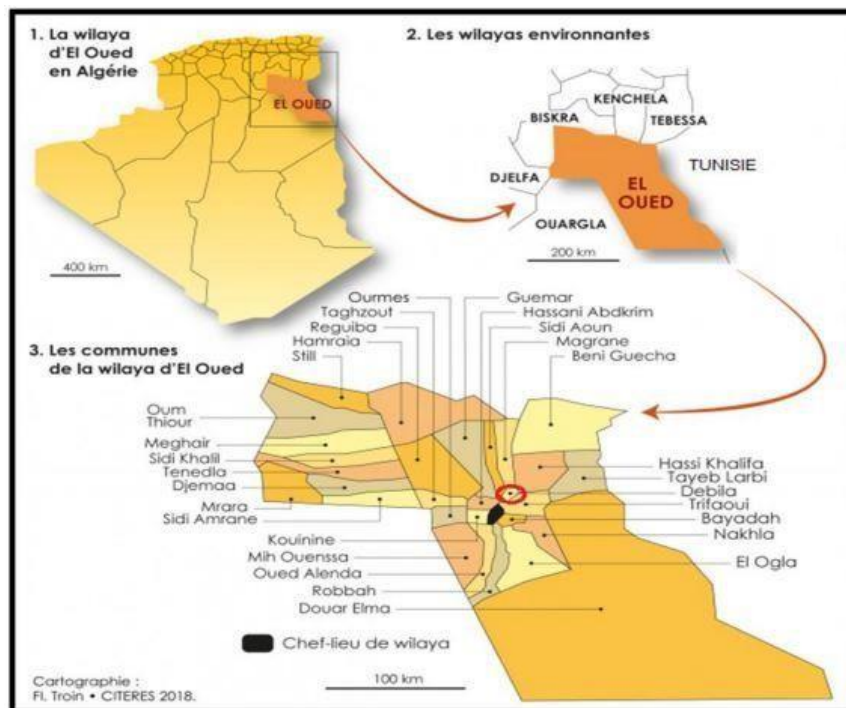 1. La wilaya
d'El Oued
en Algérie
EL OUED
400 km
2. Les wilayas environnantes
KENCHELA
BISKRA
TEBESSA
TUNISIE
DJELFA
EL
OUED
OUARGLA
200 km
3. Les communes
de la wilaya d'El Oued
Ourmes
Taghzout
Reguiba
Hamraia
Still
Guemar
Hassani Abdkrim
Sidi Aoun
Magrane
Beni Guecha
Oum
Thiour
Meghair
Sidi Khalil
Tenedla
Djemaa
Mrara
Sidi Amrane
Hassi Khalifa
Tayeb Larbi
Debila
Trifaoui
Bayadah
Nakhla
El Ogla
Kouinine
Mih Ouenssa
Oued Alenda
Robbah
Douar Elma
Chef-lieu de wilaya
100 km
Cartographie :
Fl. Troin • CITERES 2018.